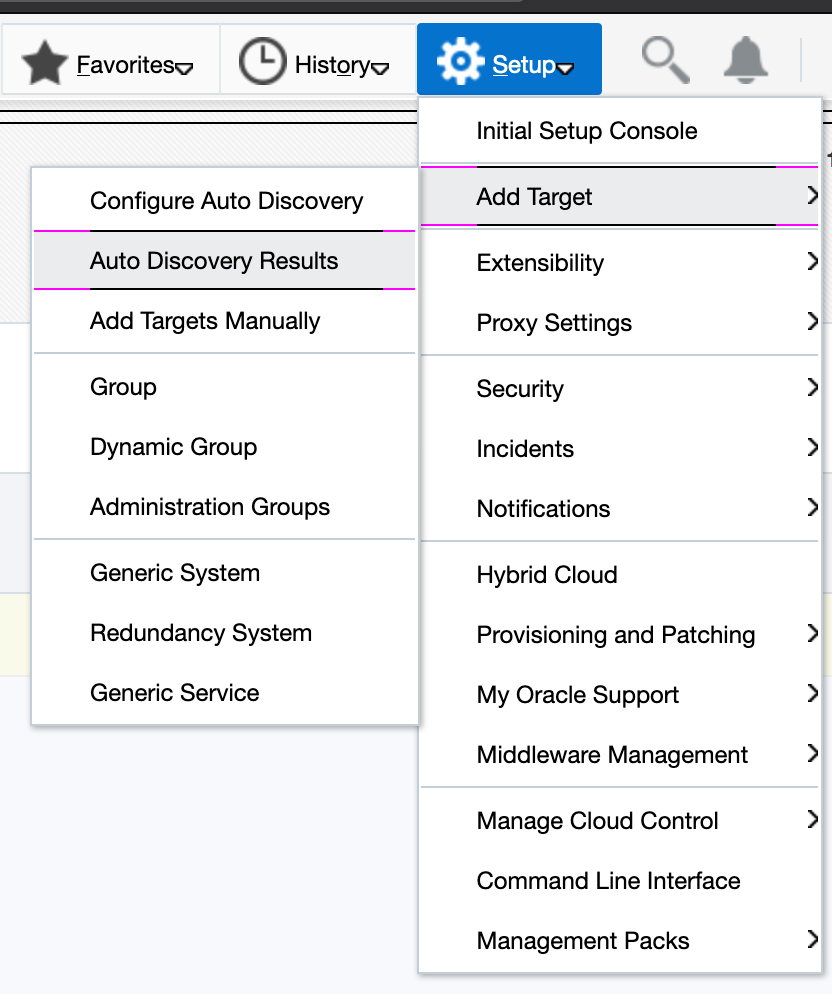 Favorites
History
Setup
Initial Setup Console
Add Target
Configure Auto Discovery
Auto Discovery Results
Add Targets Manually
Group
Dynamic Group
Administration Groups
Generic System
Redundancy System
Generic Service
Extensibility
Proxy Settings
Security
Incidents
Notifications
Hybrid Cloud
Provisioning and Patching
My Oracle Support
Middleware Management
Manage Cloud Control
Command Line Interface
Management Packs